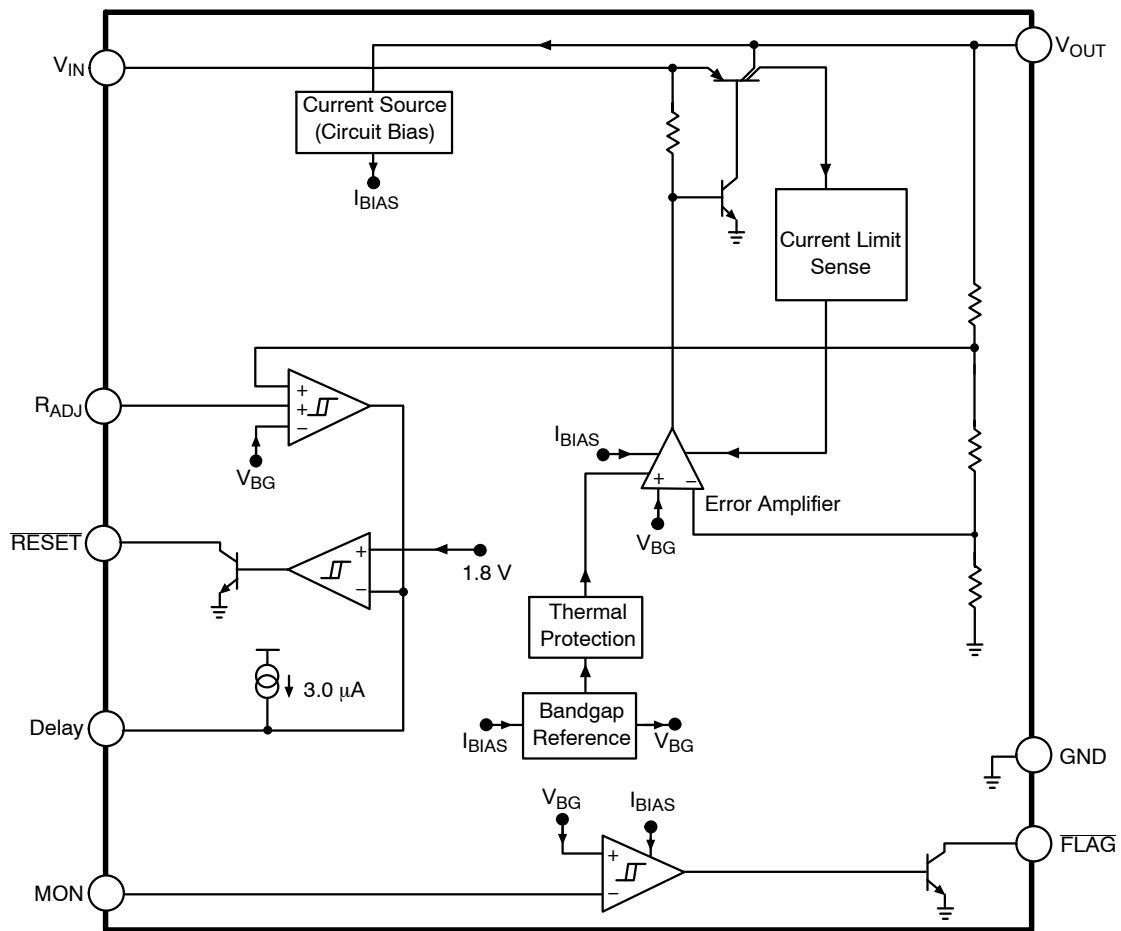 V_OUT
V_IN
Current Source
(Circuit Bias)
I_BIAS
Current Limit
Sense
+
R_ADJ
+
−
V_BG
I_BIAS
+
−
Error Amplifier
V_BG
RESET
+
1.8 V
−
Thermal
Protection
3.0 μA
Delay
Bandgap
Reference
I_BIAS
V_BG
GND
V_BG
I_BIAS
+
FLAG
MON
−